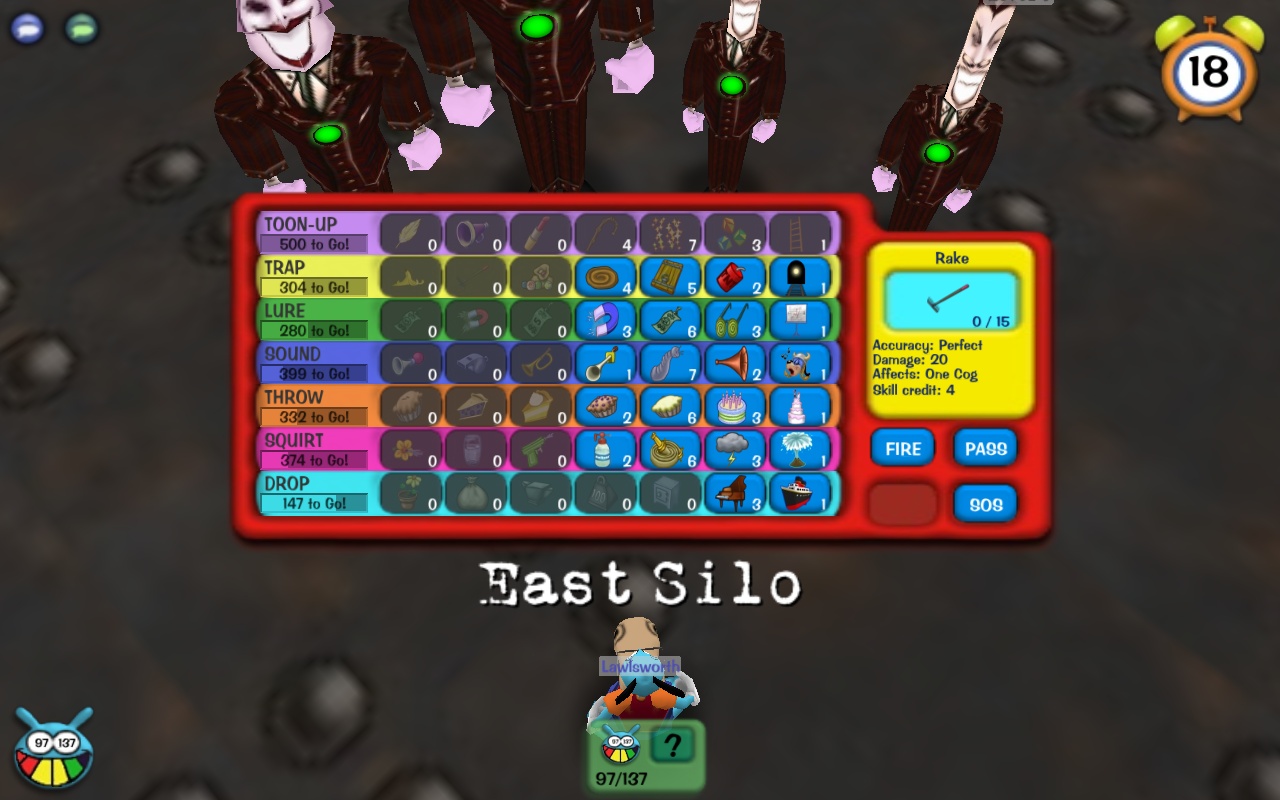 18
TOON-UP
500 to Go!
0 0 0 4 7 3 1
TRAP
304 to Go!
0 0 0 4 5 2 1
LURE
280 to Go!
0 0 0 3 6 3 1
SOUND
399 to Go!
0 0 0 1 7 2 1
THROW
332 to Go!
0 0 0 2 6 3 1
SQUIRT
374 to Go!
0 0 0 2 6 3 1
DROP
147 to Go!
0 0 0 0 0 3 1
Rake
0 / 15
Accuracy: Perfect
Damage: 20
Affects: One Cog
Skill credit: 4
FIRE PASS
SOS
East Silo
Lawlsworth
97 137
97 137 ?
97/137